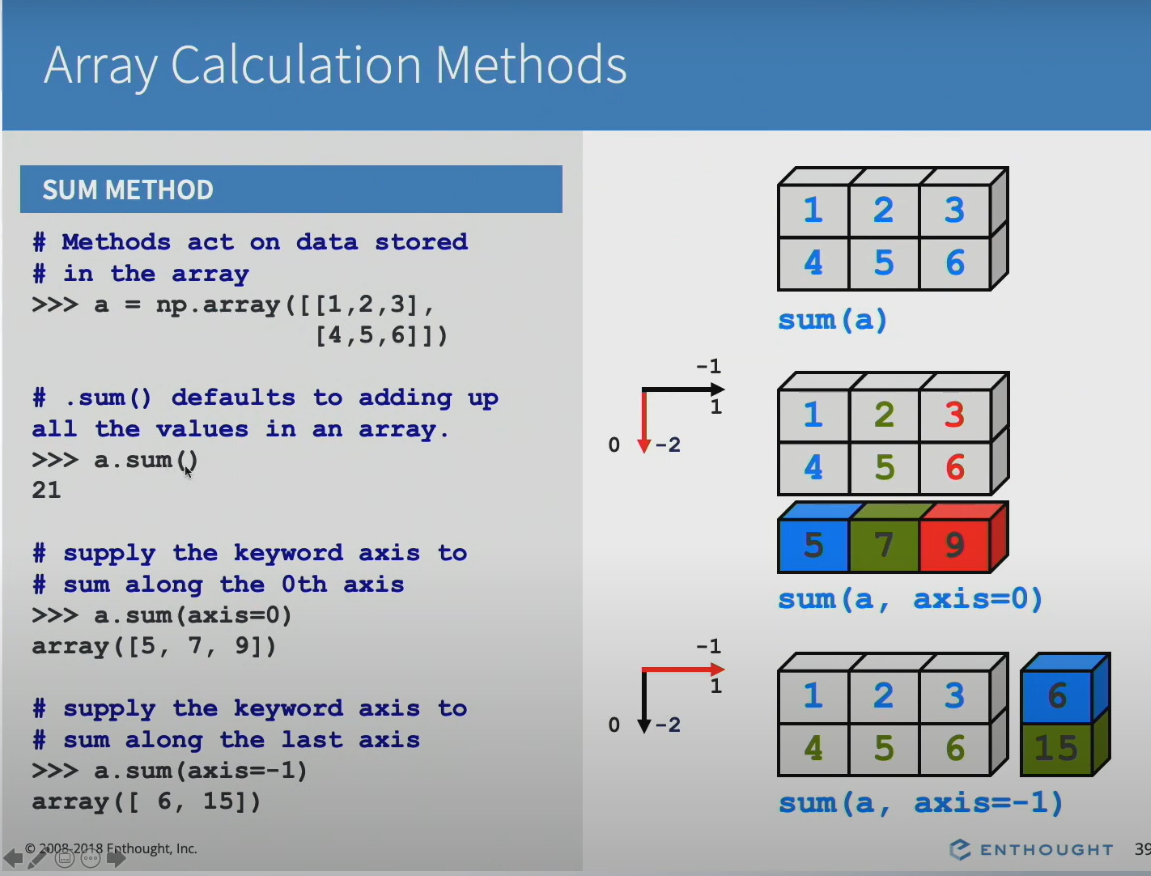 Array Calculation Methods
SUM METHOD
# Methods act on data stored
# in the array
>>> a = np.array([[1,2,3],
[4,5,6]])
# .sum() defaults to adding up
all the values in an array.
>>> a.sum()
21
# supply the keyword axis to
# sum along the 0th axis
>>> a.sum(axis=0)
array([5, 7, 9])
# supply the keyword axis to
# sum along the last axis
>>> a.sum(axis=-1)
array([ 6, 15])
1 2 3
4 5 6
sum(a)
-1
1
0 -2
1 2 3
4 5 6
5 7 9
sum(a, axis=0)
-1
1
0 -2
1 2 3 6
4 5 6 15
sum(a, axis=-1)
© 2008-2018 Enthought, Inc.
ENTHOUGHT 39